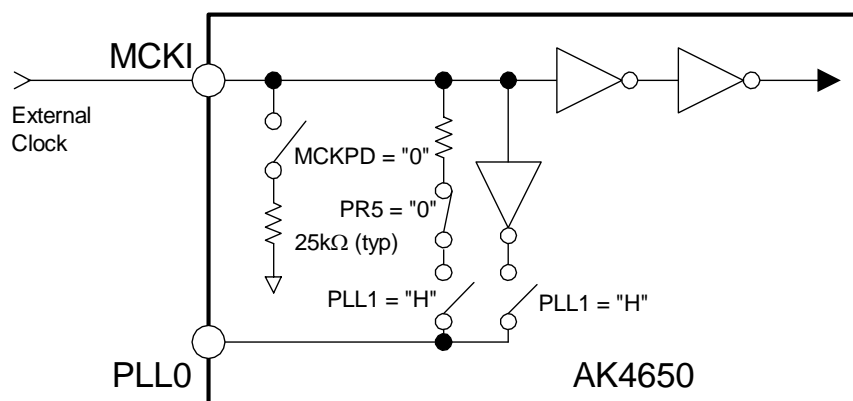 MCKI
External
Clock
MCKPD = "0"
PR5 = "0"
25kΩ (typ)
PLL1 = "H"
PLL1 = "H"
PLL0
AK4650